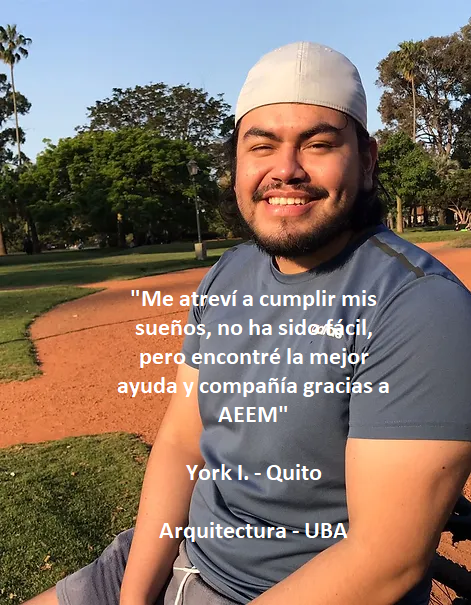 "Me atreví a cumplir mis
sueños, no ha sido fácil,
pero encontré la mejor
ayuda y compañía gracias a
AEEM"
York I. - Quito
Arquitectura - UBA